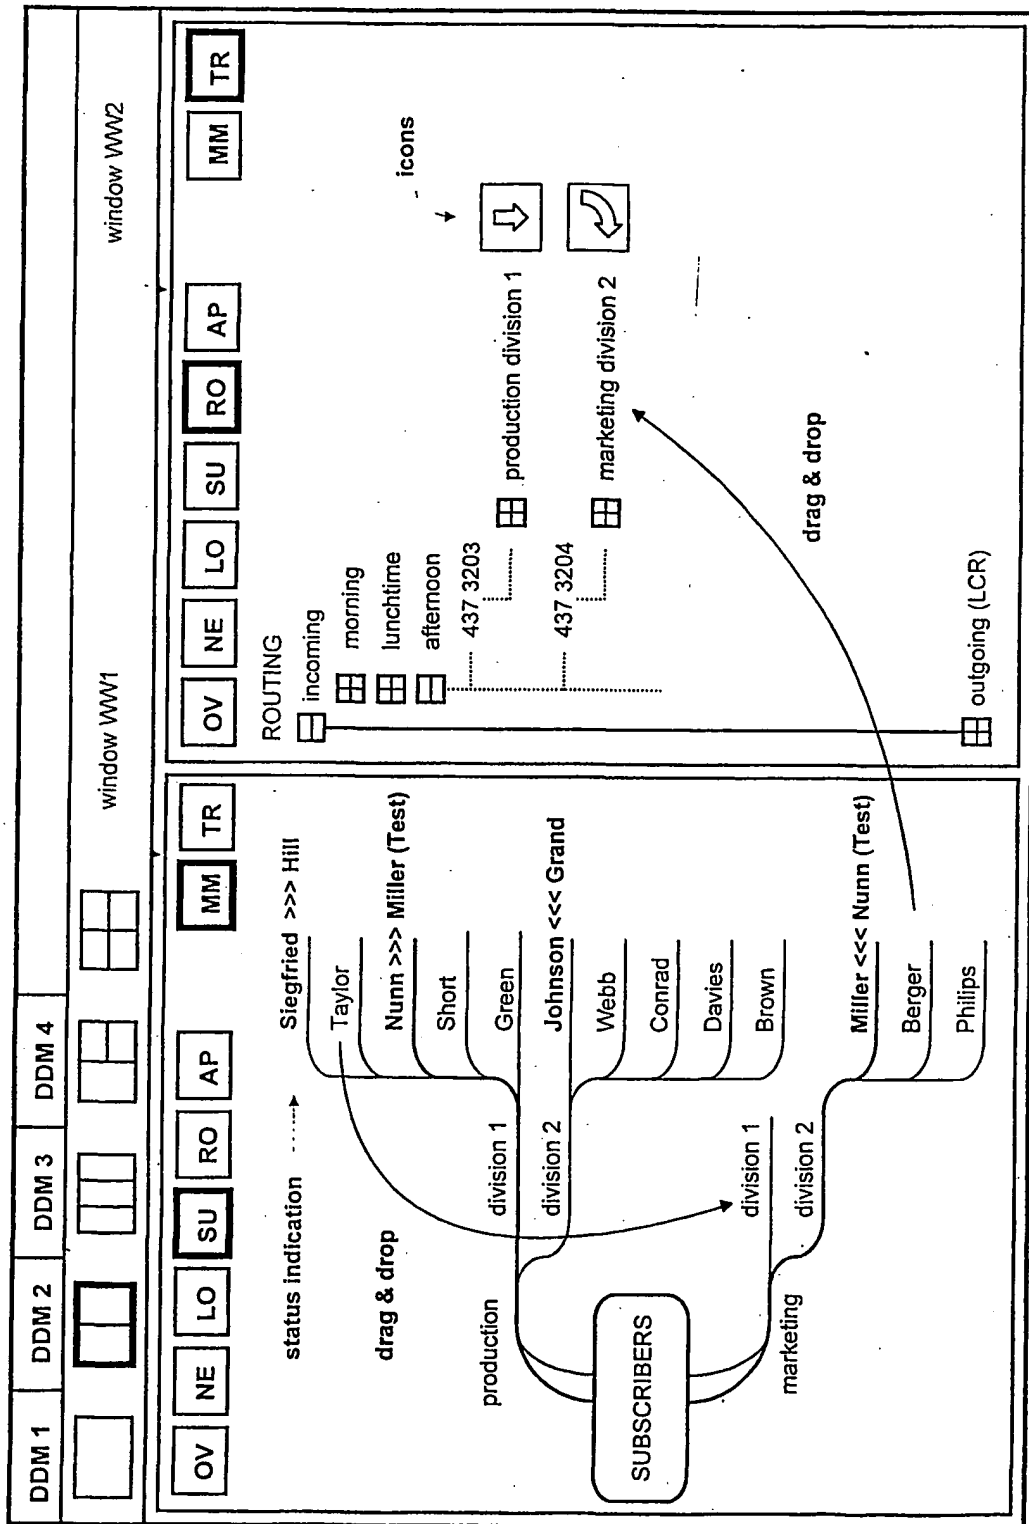 DDM 1 DDM 2 DDM 3 DDM 4
window WW1
window WW2
OV NE LO SU RO AP MM TR
status indication
drag & drop
SUBSCRIBERS
production
division 1
Siegfried >>> Hill
Taylor
Nunn >>> Miller (Test)
Short
Green
division 2
Johnson <<< Grand
Webb
Conrad
Davies
Brown
marketing
division 1
division 2
Miller <<< Nunn (Test)
Berger
Philips
OV NE LO SU RO AP MM TR
ROUTING
incoming
morning
lunchtime
afternoon
icons
437 3203
production division 1
437 3204
marketing division 2
drag & drop
outgoing (LCR)